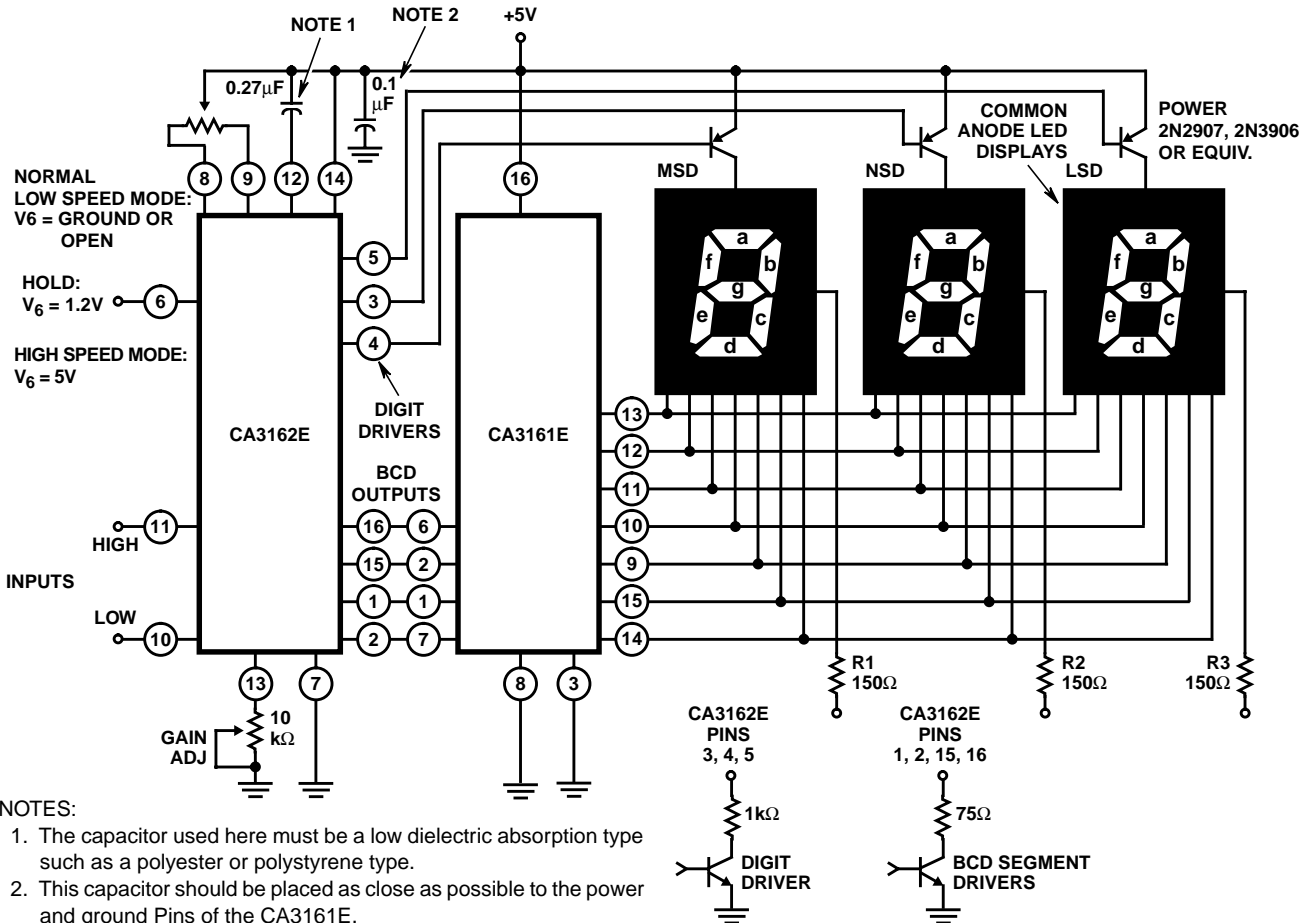 NOTE 1
NOTE 2
+5V
0.27μF
0.1
μF
COMMON
ANODE LED
DISPLAYS
POWER
2N2907, 2N3906
OR EQUIV.
MSD
NSD
LSD
8
9
12
14
16
NORMAL
LOW SPEED MODE:
V6 = GROUND OR
OPEN
HOLD:
V6 = 1.2V
6
HIGH SPEED MODE:
V6 = 5V
5
3
4
DIGIT
DRIVERS
CA3162E
CA3161E
BCD
OUTPUTS
a
f
b
g
e
c
d
a
f
b
g
e
c
d
a
f
b
g
e
c
d
13
12
11
10
9
15
14
11
HIGH
INPUTS
LOW
10
16 6
15 2
1 1
2 7
13
7
8
3
GAIN
ADJ
10
kΩ
R1
150Ω
R2
150Ω
R3
150Ω
CA3162E
PINS
3, 4, 5
1kΩ
DIGIT
DRIVER
CA3162E
PINS
1, 2, 15, 16
75Ω
BCD SEGMENT
DRIVERS
NOTES:
1. The capacitor used here must be a low dielectric absorption type
such as a polyester or polystyrene type.
2. This capacitor should be placed as close as possible to the power
and ground Pins of the CA3161E.